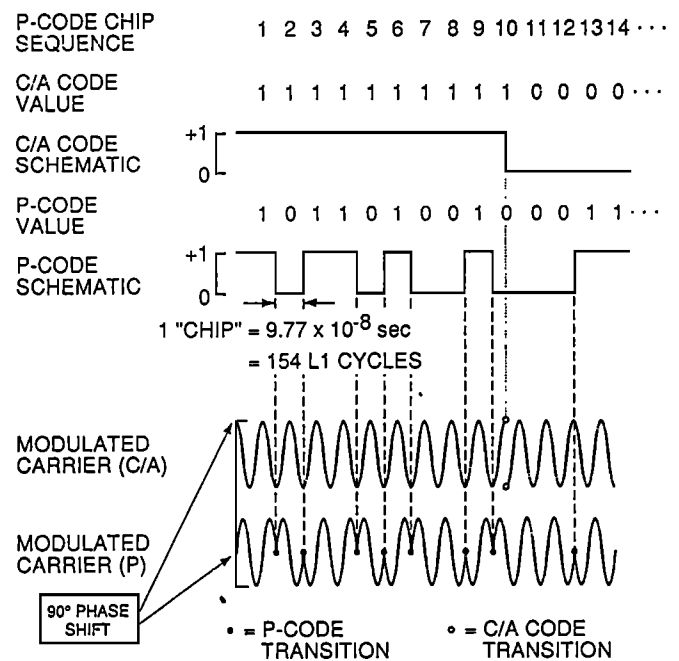 P-CODE CHIP
SEQUENCE
1 2 3 4 5 6 7 8 9 10 11 12 13 14 ···
C/A CODE
VALUE
1 1 1 1 1 1 1 1 1 1 0 0 0 0 ···
C/A CODE
SCHEMATIC
+1
0
P-CODE
VALUE
1 0 1 1 0 1 0 0 1 0 0 0 1 1 ···
P-CODE
SCHEMATIC
+1
0
1 "CHIP" = 9.77 x 10-8 sec
= 154 L1 CYCLES
MODULATED
CARRIER (C/A)
MODULATED
CARRIER (P)
90° PHASE
SHIFT
• = P-CODE
TRANSITION
∘ = C/A CODE
TRANSITION